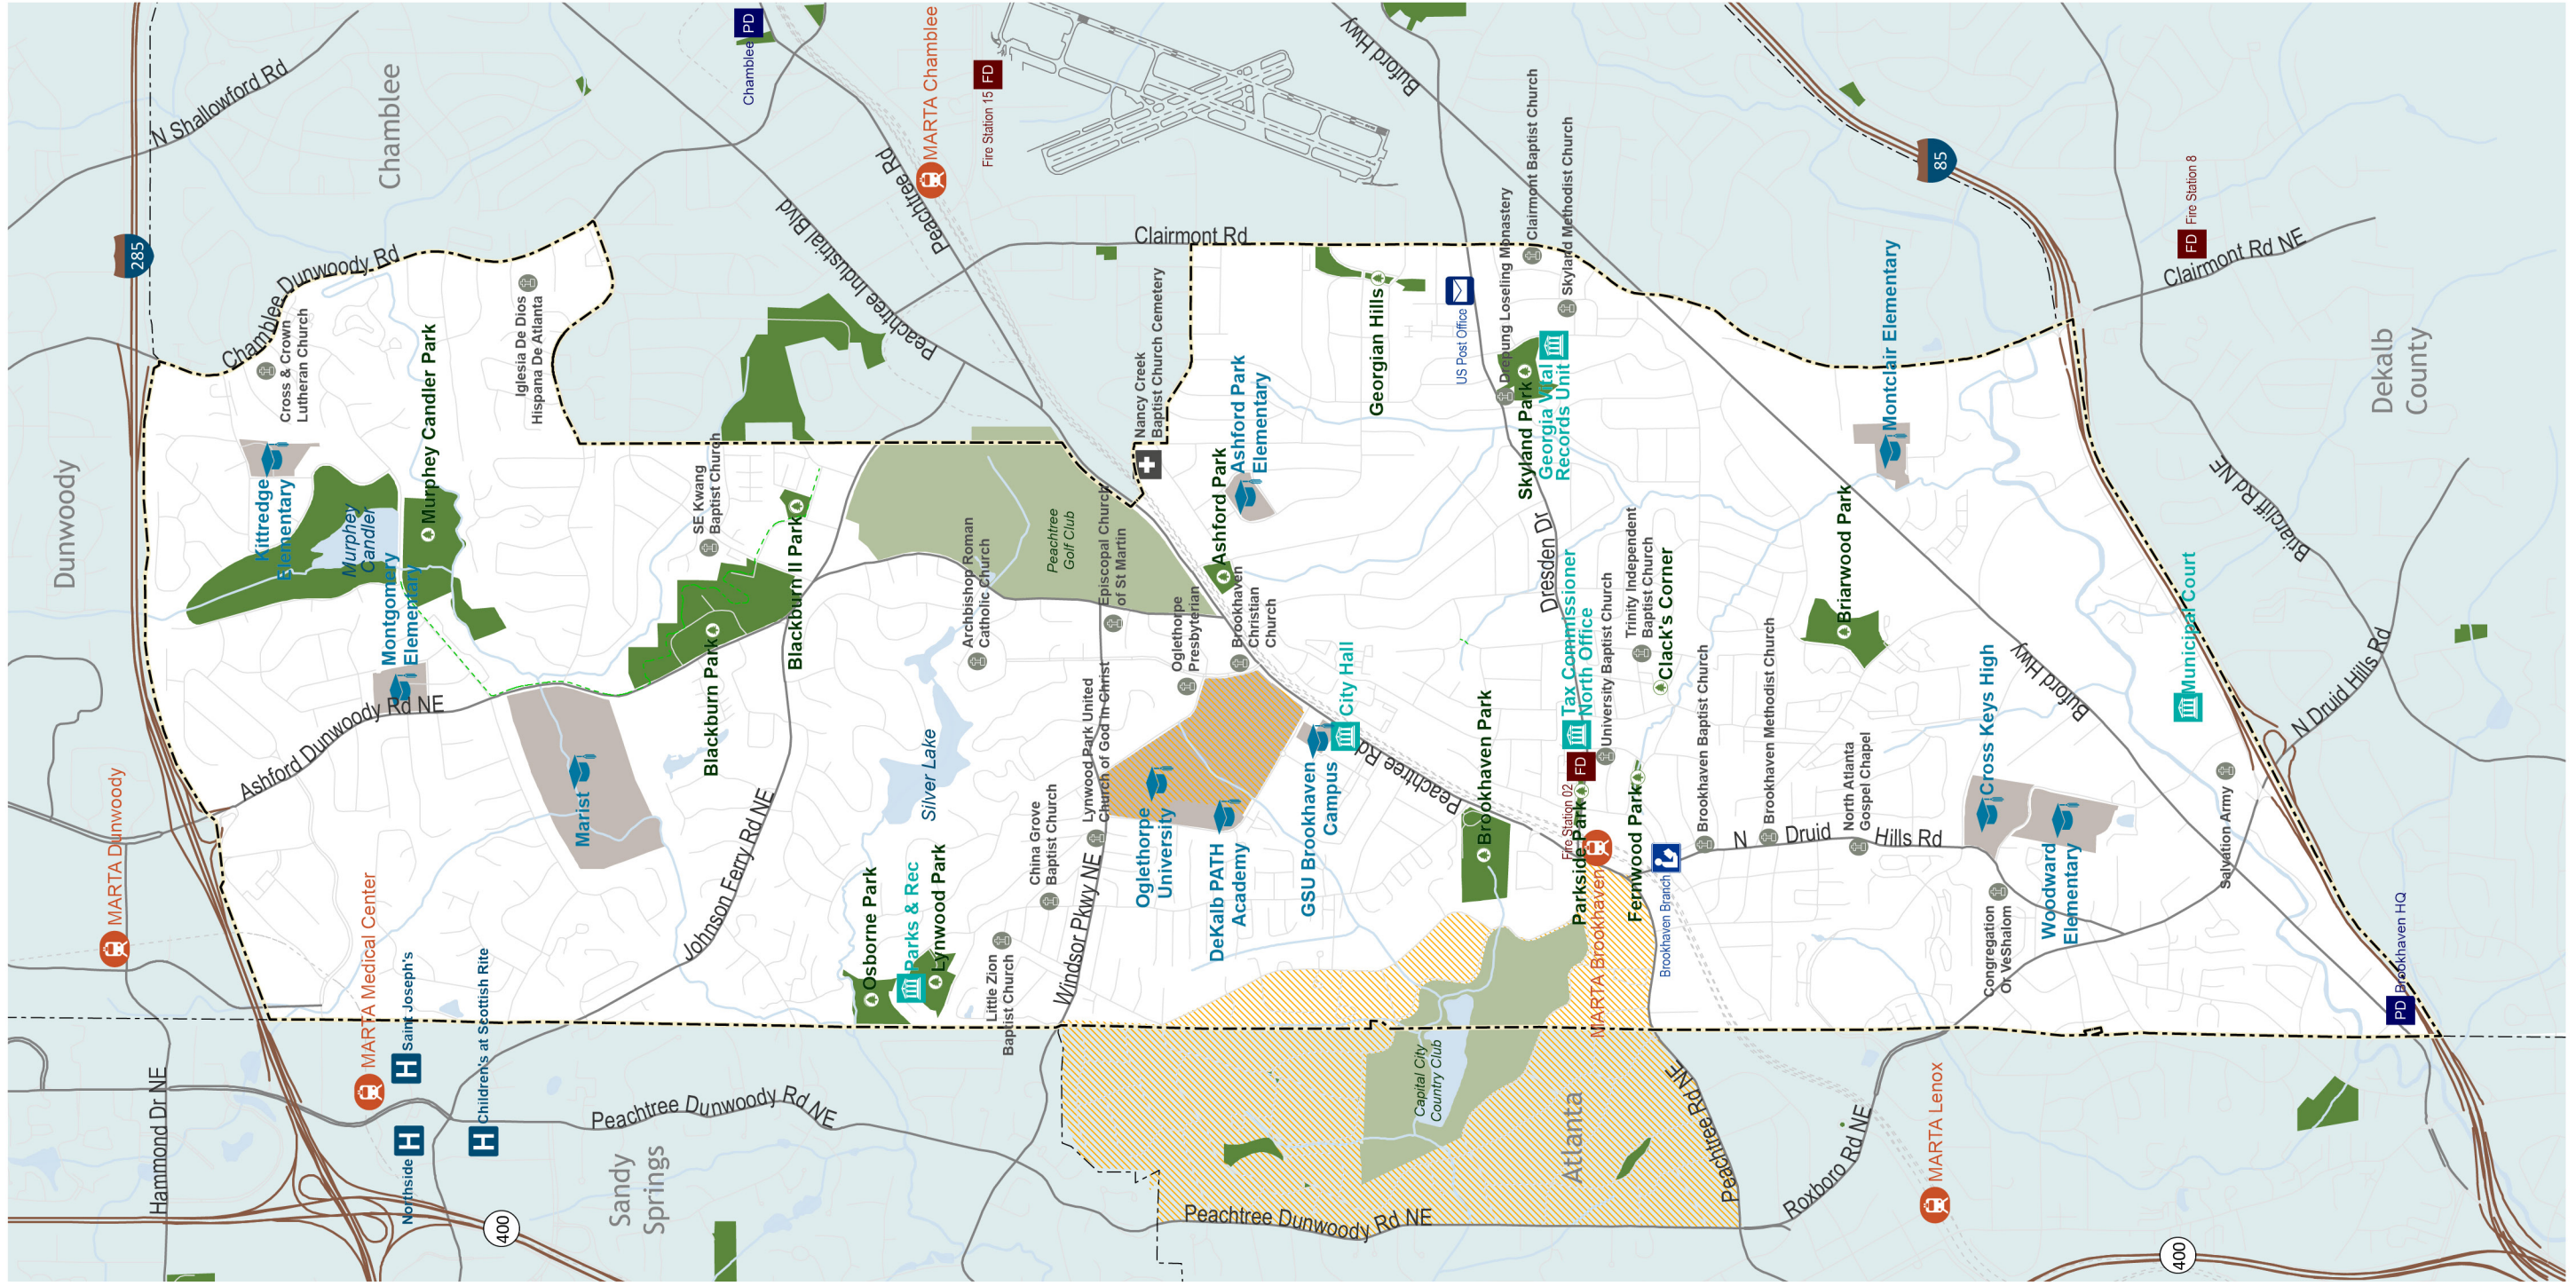 Dunwoody
Chamblee
Sandy
Springs
Atlanta
Dekalb
County
285
85
400
400
N Shallowford Rd
Chamblee Dunwoody Rd
Ashford Dunwoody Rd NE
Hammond Dr NE
Peachtree Dunwoody Rd NE
Peachtree Dunwoody Rd NE
Johnson Ferry Rd NE
Windsor Pkwy NE
Peachtree Industrial Blvd
Peachtree
Peachtree Rd
Peachtree Rd
Peachtree Rd NE
Peachtree Rd
Clairmont Rd
Clairmont Rd NE
Buford Hwy
Buford Hwy
Dresden Dr
N Druid Hills Rd
N Druid Hills Rd
Briarcliff Rd NE
Roxboro Rd NE
MARTA Dunwoody
MARTA Medical Center
MARTA Chamblee
MARTA Brookhaven
MARTA Lenox
H
Saint Joseph's
H
Northside
H
Children's at Scottish Rite
PD
Chamblee
PD
Brookhaven HQ
FD
Fire Station 15
FD
Fire Station 8
FD
Fire Station 02
Cross & Crown
Lutheran Church
Iglesia De Dios
Hispana De Atlanta
SE Kwang
Baptist Church
Archbishop Roman
Catholic Church
Episcopal Church
of St Martin
Oglethorpe
Presbyterian
Brookhaven
Christian
Church
Nancy Creek
Baptist Church Cemetery
Lynwood Park United
Church of God in Christ
China Grove
Baptist Church
Little Zion
Baptist Church
Drepung Loseling Monastery
Clairmont Baptist Church
Skyland Methodist Church
University Baptist Church
Trinity Independent
Baptist Church
Brookhaven Baptist Church
Brookhaven Methodist Church
North Atlanta
Gospel Chapel
Congregation
Or VeShalom
Salvation Army
Kittredge
Elementary
Montgomery
Elementary
Marist
Oglethorpe
University
DeKalb PATH
Academy
GSU Brookhaven
Campus
Ashford Park
Elementary
Montclair Elementary
Cross Keys High
Woodward
Elementary
Murphey Candler Park
Murphey
Candler
Blackburn Park
Blackburn II Park
Silver Lake
Osborne Park
Parks & Rec
Lynwood Park
Peachtree
Golf Club
Capital City
Country Club
Ashford Park
Georgian Hills
Skyland Park
Brookhaven Park
Parkside Park
Fernwood Park
Clack's Corner
Briarwood Park
City Hall
Georgia Vital
Records Unit
Tax Commissioner
North Office
Municipal Court
US Post Office
Brookhaven Branch